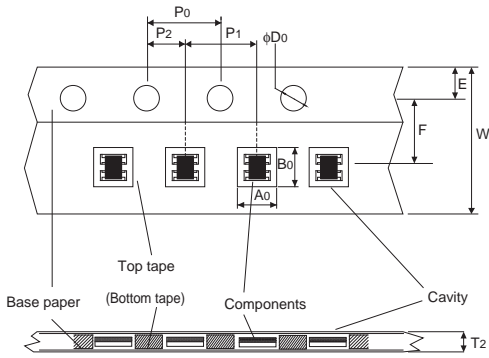 P0
P2 P1 ϕD0
E
F
W
B0
A0
Top tape
Base paper (Bottom tape) Components Cavity
T2